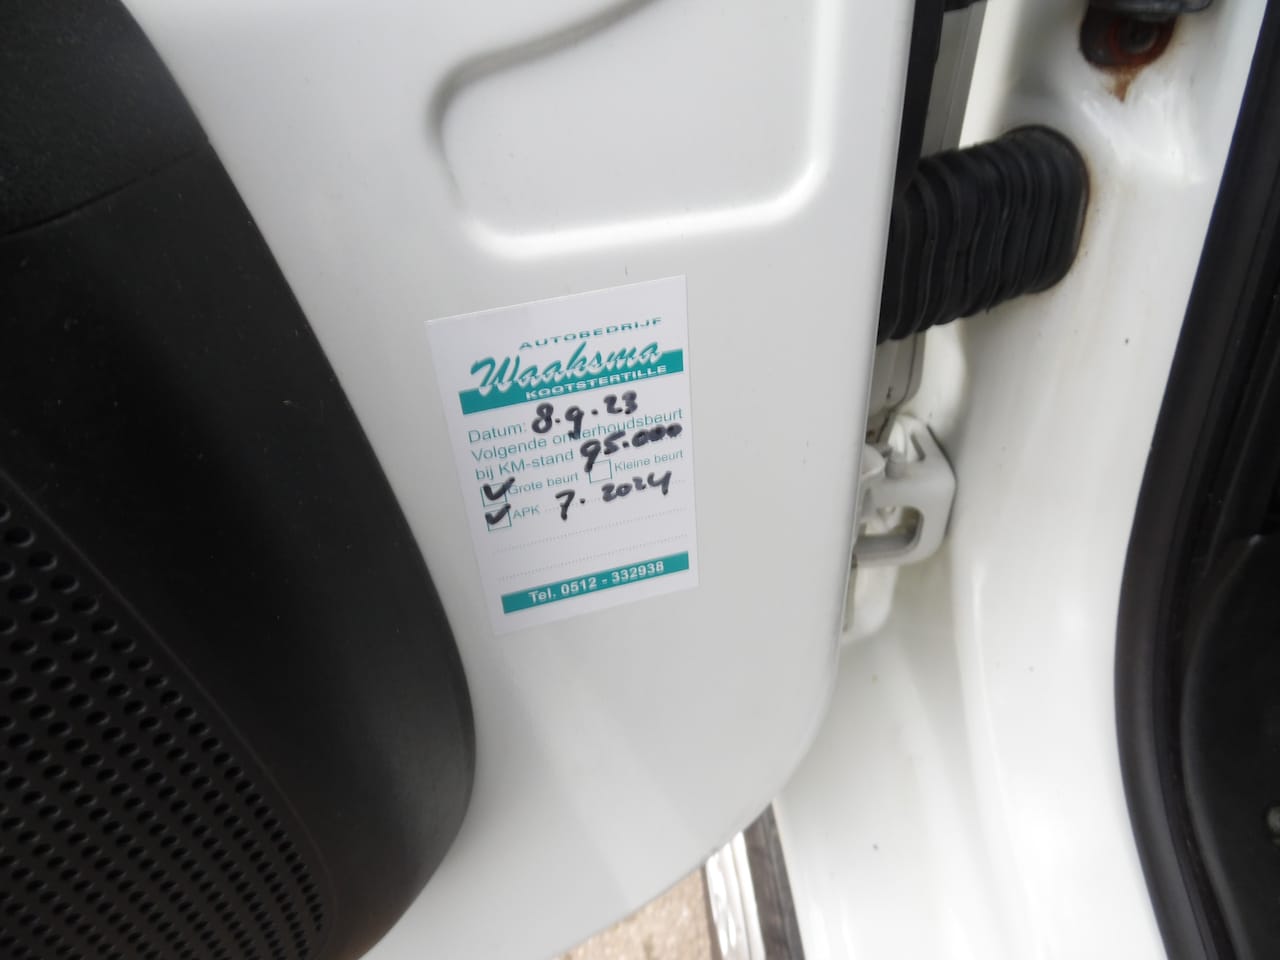 AUTOBEDRIJF
Waaksma
KOOTSTERTILLE
Datum: 8.9.23
Volgende onderhoudsbeurt
bij KM-stand 95.000
Grote beurt Kleine beurt
APK 7.2024
Tel. 0512 - 332938